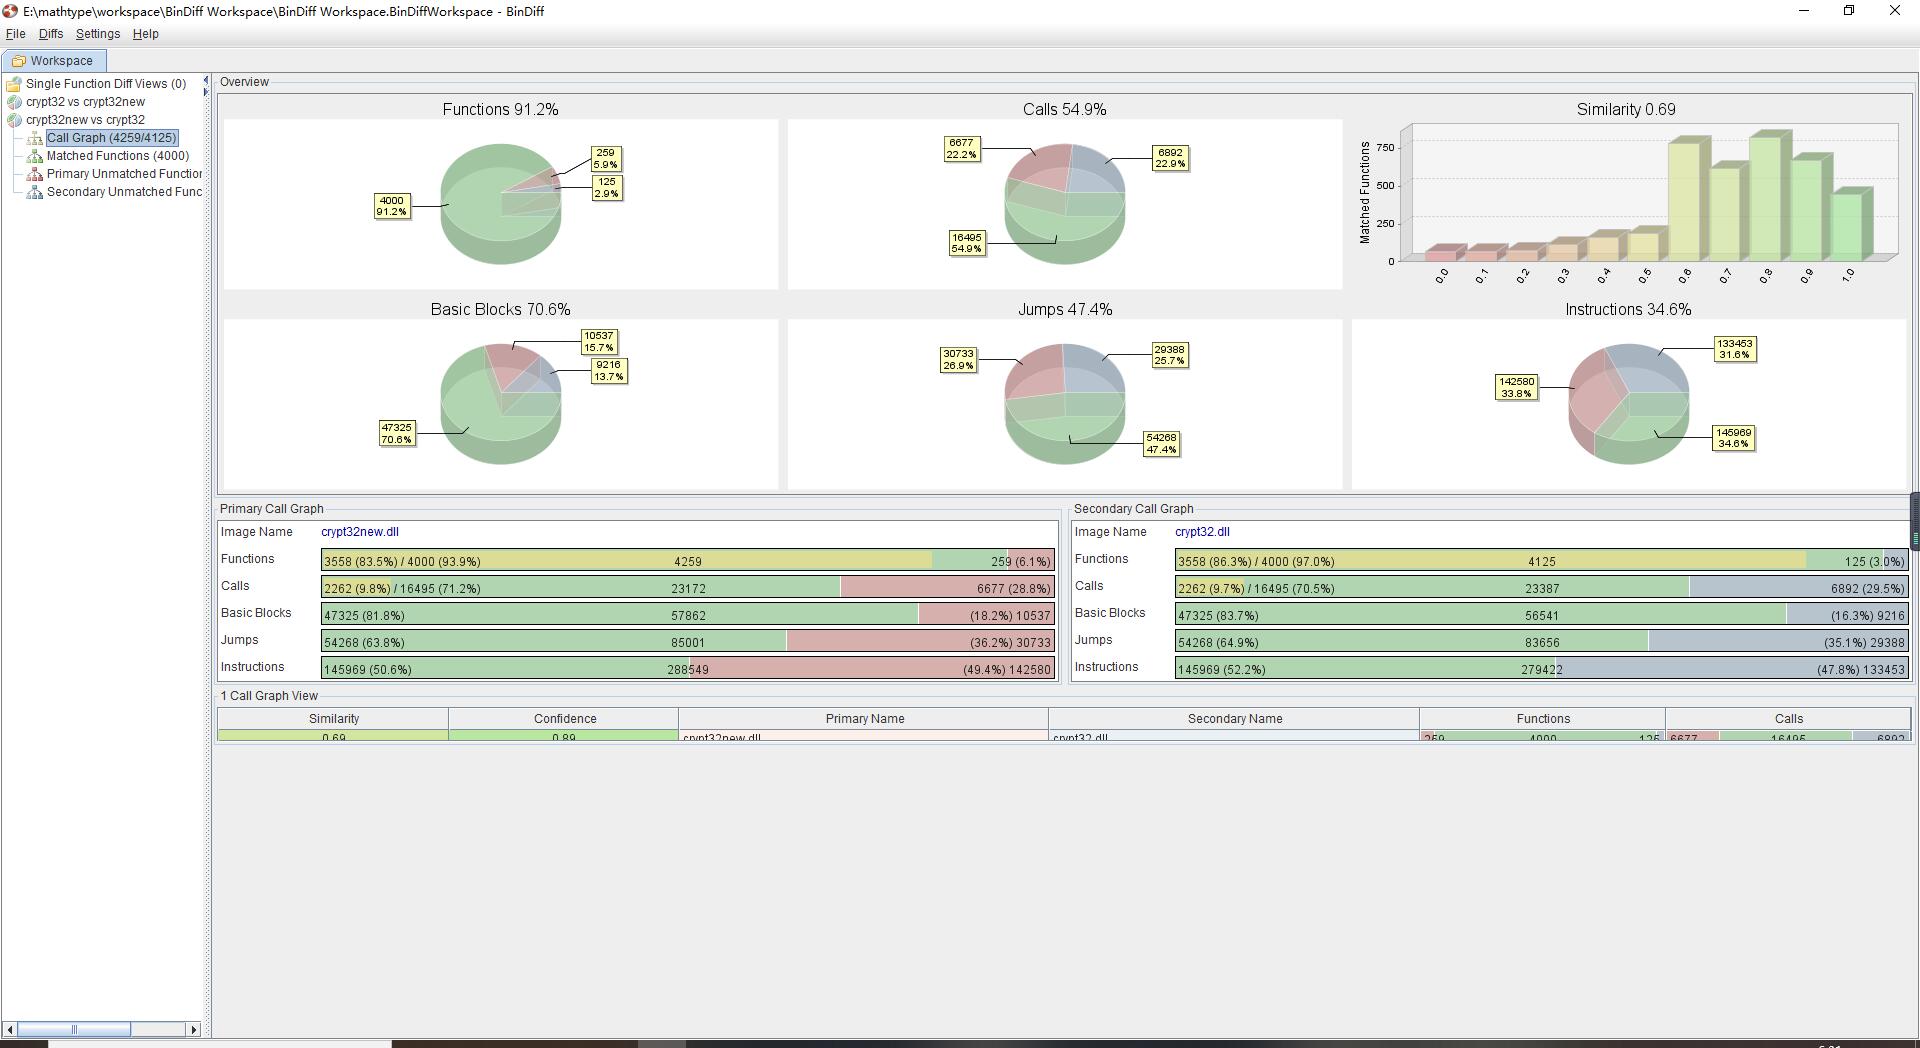 E:\mathtype\workspace\BinDiff Workspace\BinDiff Workspace.BinDiffWorkspace - BinDiff
File Diffs Settings Help
Workspace
Single Function Diff Views (0)
crypt32 vs crypt32new
crypt32new vs crypt32
Call Graph (4259/4125)
Matched Functions (4000)
Primary Unmatched Function
Secondary Unmatched Func
Overview
Functions 91.2%
259
5.9%
125
2.9%
4000
91.2%
Calls 54.9%
6677
22.2%
6892
22.9%
16495
54.9%
Similarity 0.69
Matched Functions
750
500
250
0
0.0 0.1 0.2 0.3 0.4 0.5 0.6 0.7 0.8 0.9 1.0
Basic Blocks 70.6%
10537
15.7%
9216
13.7%
47325
70.6%
Jumps 47.4%
30733
26.9%
29388
25.7%
54268
47.4%
Instructions 34.6%
133453
31.6%
142580
33.8%
145969
34.6%
Primary Call Graph
Image Name crypt32new.dll
Functions 3558 (83.5%) / 4000 (93.9%) 4259 259 (6.1%)
Calls 2262 (9.8%) / 16495 (71.2%) 23172 6677 (28.8%)
Basic Blocks 47325 (81.8%) 57862 (18.2%) 10537
Jumps 54268 (63.8%) 85001 (36.2%) 30733
Instructions 145969 (50.6%) 288549 (49.4%) 142580
Secondary Call Graph
Image Name crypt32.dll
Functions 3558 (86.3%) / 4000 (97.0%) 4125 125 (3.0%)
Calls 2262 (9.7%) / 16495 (70.5%) 23387 6892 (29.5%)
Basic Blocks 47325 (83.7%) 56541 (16.3%) 9216
Jumps 54268 (64.9%) 83656 (35.1%) 29388
Instructions 145969 (52.2%) 279422 (47.8%) 133453
1 Call Graph View
Similarity Confidence Primary Name Secondary Name Functions Calls
0.69 0.89 crypt32new.dll crypt32.dll 259 4000 125 6677 16495 6892